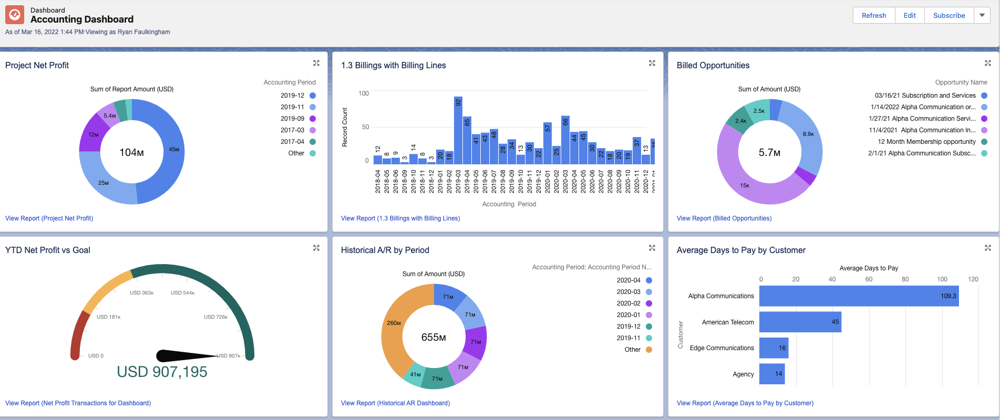 Dashboard
Accounting Dashboard
As of Mar 16, 2022 1:44 PM·Viewing as Ryan Faulkingham
Refresh
Edit
Subscribe
Project Net Profit
Sum of Report Amount (USD)
Accounting Period
2019-12
2019-11
2019-09
2017-03
2017-04
Other
5.4м
12м
104м
45м
25м
View Report (Project Net Profit)
1.3 Billings with Billing Lines
Record Count
100
50
0
12
8
9
3
14
8
3
20
18
92
65
41
43
48
28
34
13
30
22
57
25
66
44
45
30
22
18
20
19
37
13
2018-04
2018-05
2018-06
2018-09
2018-10
2018-11
2018-12
2019-01
2019-02
2019-03
2019-04
2019-05
2019-06
2019-07
2019-08
2019-09
2019-10
2019-11
2019-12
2020-01
2020-02
2020-03
2020-04
2020-05
2020-06
2020-07
2020-08
2020-09
2020-10
2020-11
2020-12
Accounting Period
View Report (1.3 Billings with Billing Lines)
Billed Opportunities
Sum of Amount (USD)
Opportunity Name
03/16/21 Subscription and Services
1/14/2022 Alpha Communication or...
1/27/21 Alpha Communication Servi...
11/4/2021 Alpha Communication In...
12 Month Membership opportunity
2/1/21 Alpha Communication Subsc...
2.5к
2.4к
8.9к
5.7м
15к
View Report (Billed Opportunities)
YTD Net Profit vs Goal
USD 363к
USD 544к
USD 181к
USD 726к
USD 0
USD 907к
USD 907,195
View Report (Net Profit Transactions for Dashboard)
Historical A/R by Period
Sum of Amount (USD)
Accounting Period: Accounting Period N...
2020-04
2020-03
2020-02
2020-01
2019-12
2019-11
Other
71м
71м
260м
655м
71м
71м
41м
71м
View Report (Historical AR Dashboard)
Average Days to Pay by Customer
Average Days to Pay
0
20
40
60
80
100
120
Customer
Alpha Communications
109.3
American Telecom
45
Edge Communications
16
Agency
14
View Report (Average Days to Pay by Customer)